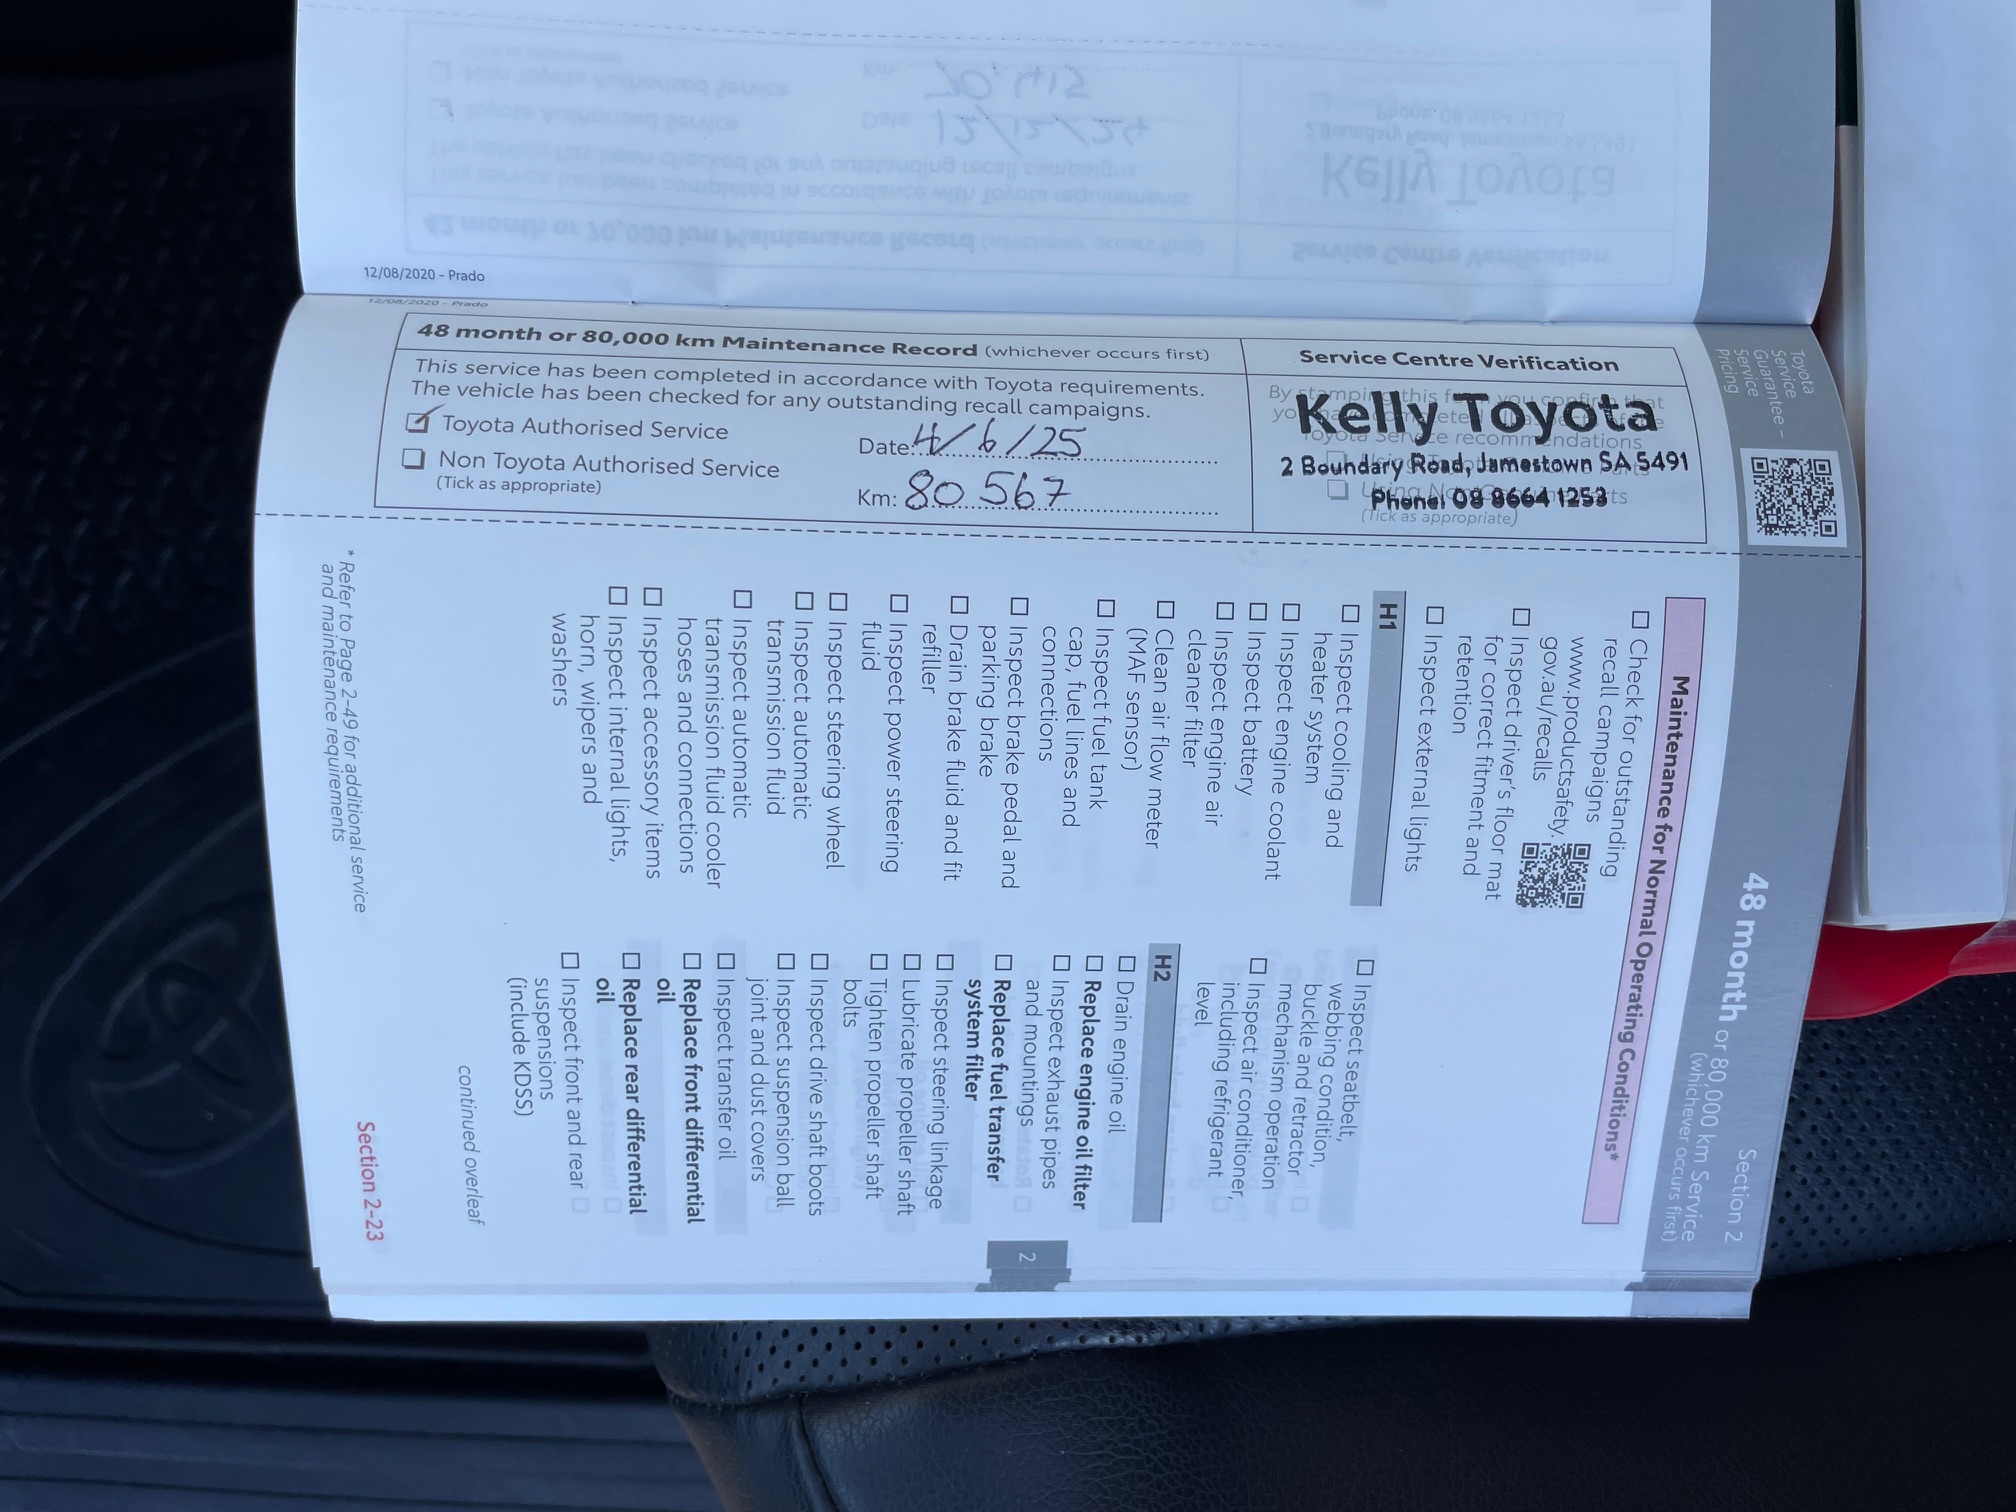 12/08/2020 - Prado
12/08/2020 - Prado
48 month or 80,000 km Maintenance Record (whichever occurs first)
This service has been completed in accordance with Toyota requirements.
The vehicle has been checked for any outstanding recall campaigns.
Toyota Authorised Service
Non Toyota Authorised Service
(Tick as appropriate)
Date: 4/6/25
Km: 80 567
Service Centre Verification
By stamping this form you confirm that
Toyota Service recommendations
(Tick as appropriate)
Kelly Toyota
2 Boundary Road, Jamestown SA 5491
Phone: 08 8664 1253
Toyota
Service
Guarantee –
Service
Pricing
Section 2
48 month or 80,000 km Service
(whichever occurs first)
Maintenance for Normal Operating Conditions*
Check for outstanding
recall campaigns
www.productsafety.
gov.au/recalls
Inspect driver's floor mat
for correct fitment and
retention
Inspect external lights
H1
Inspect cooling and
heater system
Inspect engine coolant
Inspect battery
Inspect engine air
cleaner filter
Clean air flow meter
(MAF sensor)
Inspect fuel tank
cap, fuel lines and
connections
Inspect brake pedal and
parking brake
Drain brake fluid and fit
refiller
Inspect power steering
fluid
Inspect steering wheel
Inspect automatic
transmission fluid
Inspect automatic
transmission fluid cooler
hoses and connections
Inspect accessory items
Inspect internal lights,
horn, wipers and
washers
Inspect seatbelt,
webbing condition,
buckle and retractor
mechanism operation
Inspect air conditioner,
including refrigerant
level
H2
Drain engine oil
Replace engine oil filter
Inspect exhaust pipes
and mountings
Replace fuel transfer
system filter
Inspect steering linkage
Lubricate propeller shaft
Tighten propeller shaft
bolts
Inspect drive shaft boots
Inspect suspension ball
joint and dust covers
Inspect transfer oil
Replace front differential
oil
Replace rear differential
oil
Inspect front and rear
suspensions
(include KDSS)
continued overleaf
2
* Refer to Page 2-49 for additional service
and maintenance requirements
Section 2-23